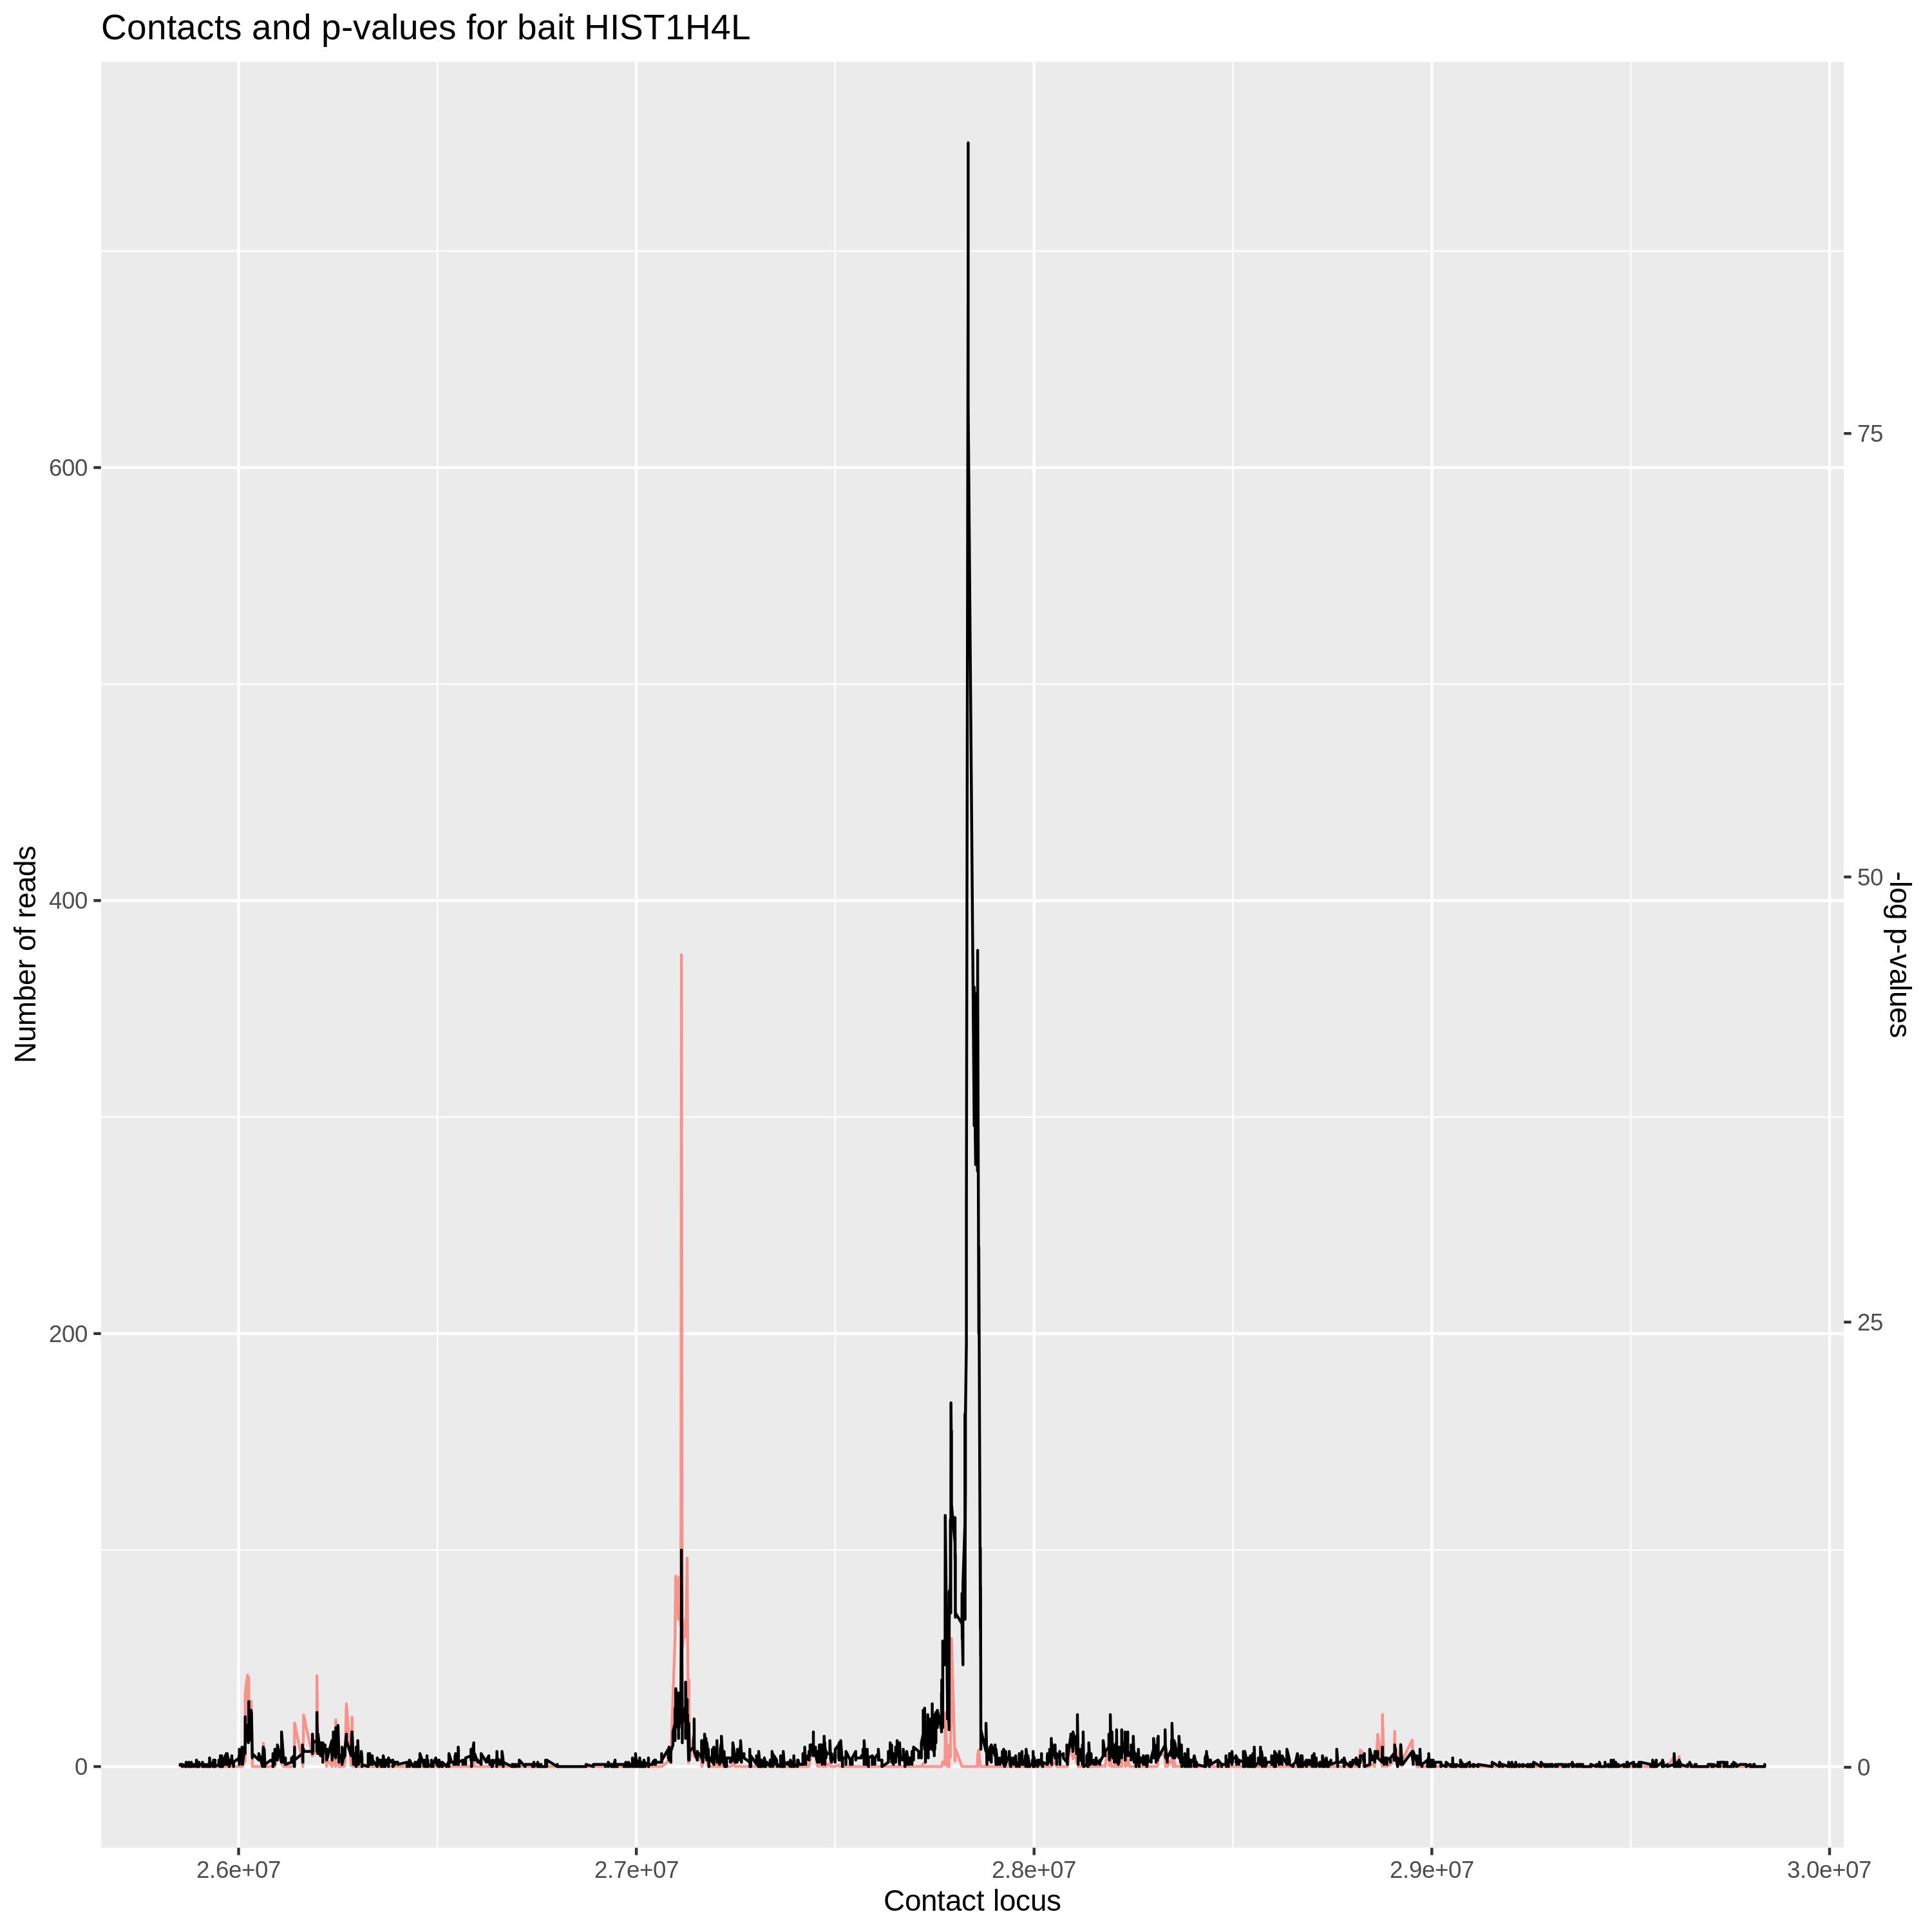 Contacts and p-values for bait HIST1H4L
Number of reads
600
400
200
0
75
50
25
0
-log p-values
2.6e+07
2.7e+07
2.8e+07
2.9e+07
3.0e+07
Contact locus